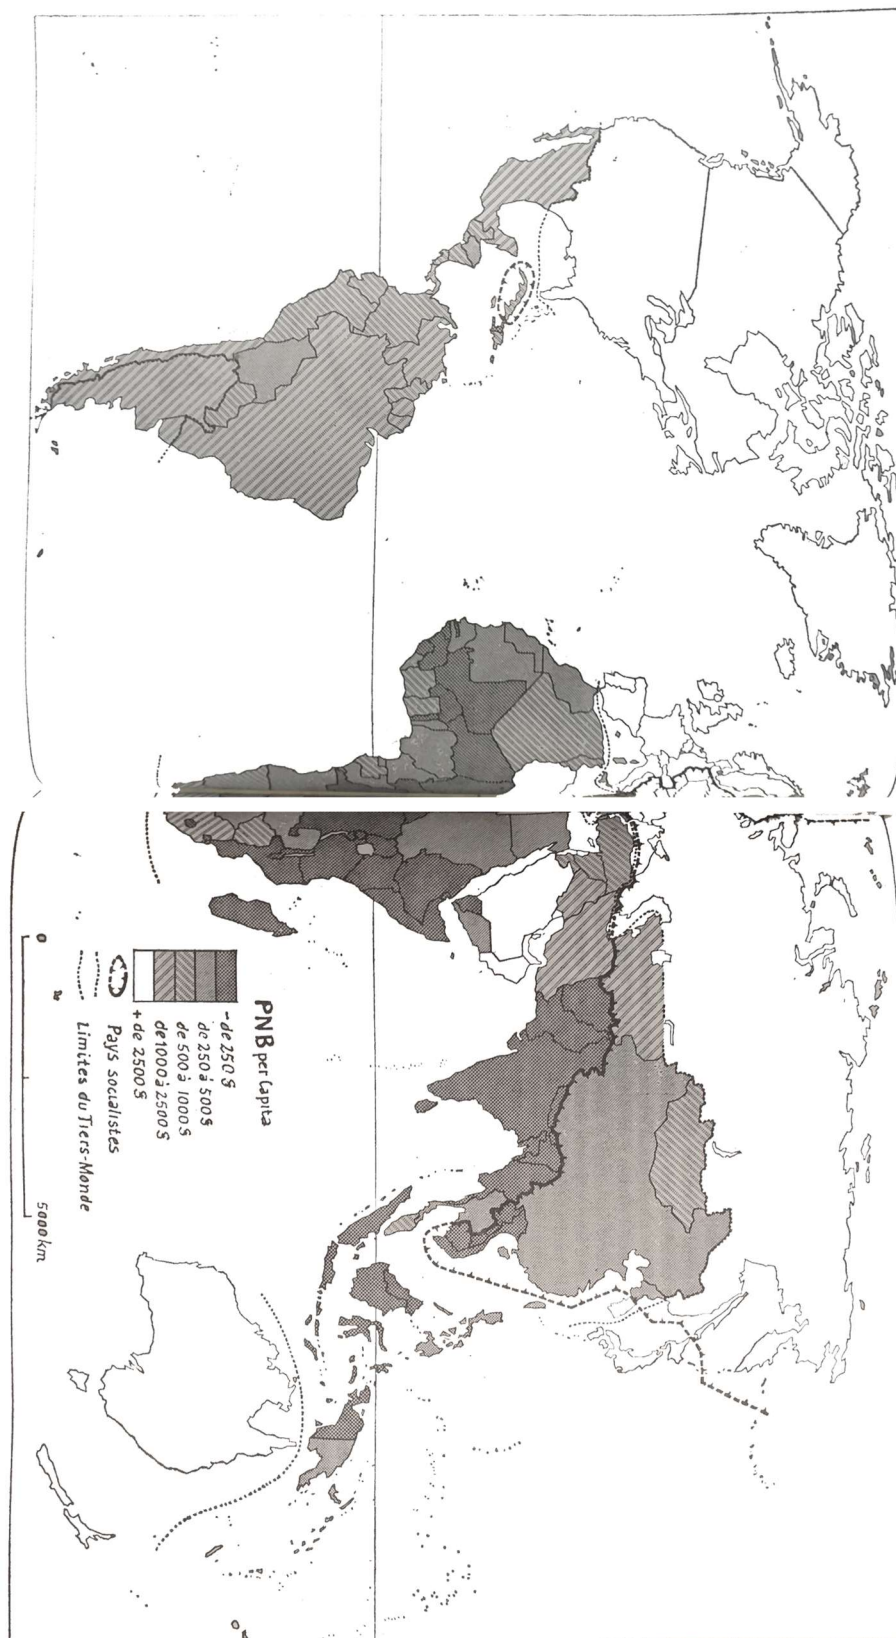 PNB per Capita
- de 250 $
de 250 à 500 $
de 500 à 1000 $
de 1000 à 2500 $
+ de 2500 $
Pays socialistes
Limites du Tiers-Monde
0
5000 km